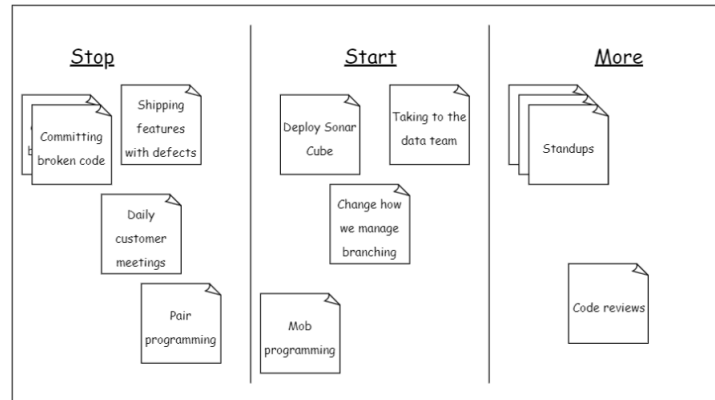 Stop
Committing
broken code
Shipping
features
with defects
Daily
customer
meetings
Pair
programming
Start
Deploy Sonar
Cube
Taking to the
data team
Change how
we manage
branching
Mob
programming
More
Standups
Code reviews